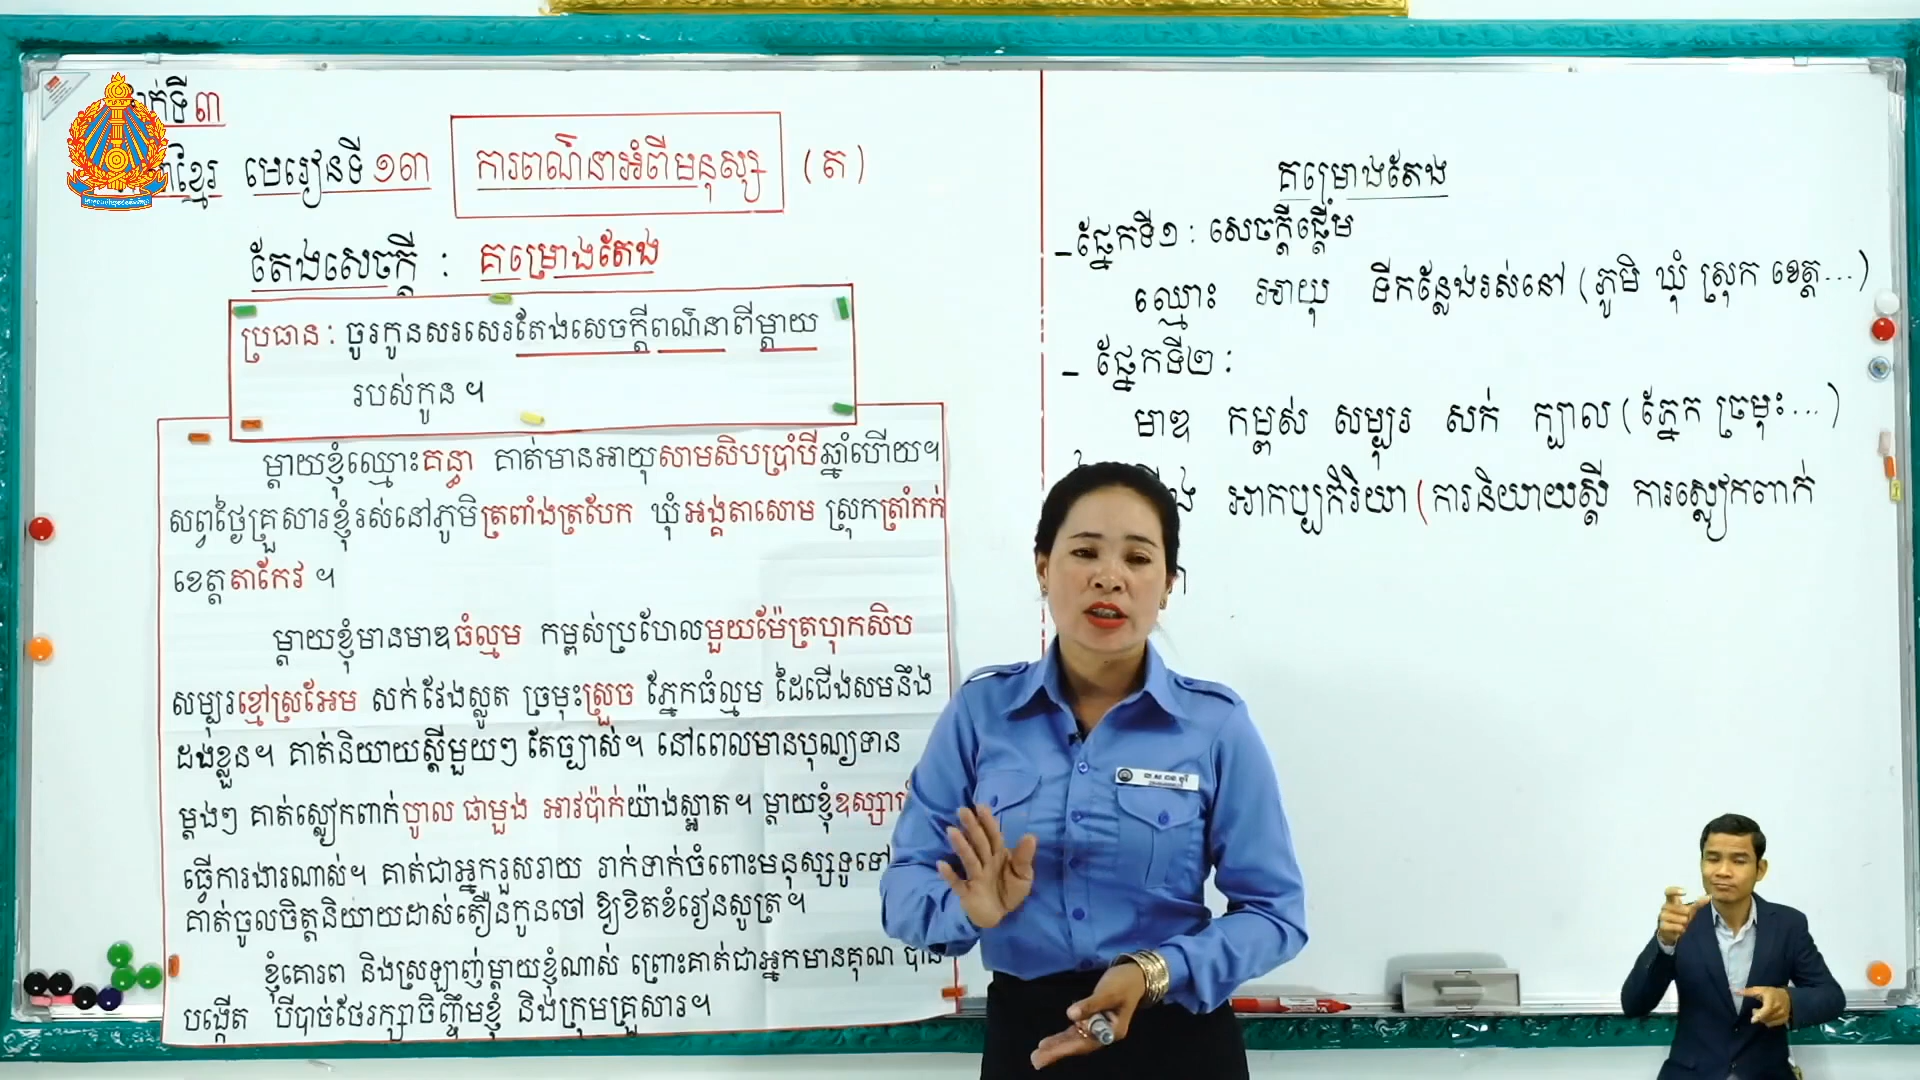 ទី៣
ខ្មែរ មេរៀនទី១៣ ការពណ៌នាអំពីមនុស្ស (ត)
តែងសេចក្តី : គម្រោងតែង
ប្រធាន : ចូរកូនសរសេរតែងសេចក្តីពណ៌នាពីម្តាយ
របស់កូន ។
ម្តាយខ្ញុំឈ្មោះគន្ធា គាត់មានអាយុសាមសិបប្រាំបីឆ្នាំហើយ។
សព្វថ្ងៃគ្រួសារខ្ញុំរស់នៅភូមិត្រពាំងត្របែក ឃុំអង្គតាសោម ស្រុកត្រាំកក់
ខេត្តតាកែវ ។
ម្តាយខ្ញុំមានមាឌធំល្មម កម្ពស់ប្រហែលមួយម៉ែត្រហុកសិប
សម្បុរខ្មៅស្រអែម សក់វែងស្លូត ច្រមុះស្រួច ភ្នែកធំល្មម ដៃជើងសមនឹង
ដងខ្លួន។ គាត់និយាយស្តីមួយៗ តែច្បាស់។ នៅពេលមានបុណ្យទាន
ម្តងៗ គាត់ស្លៀកពាក់ហូល ផាមួង អាវប៉ាក់យ៉ាងស្អាត។ ម្តាយខ្ញុំ
ធ្វើការងារណាស់។ គាត់ជាអ្នករួសរាយ រាក់ទាក់ចំពោះមនុស្សទូទៅ
គាត់ចូលចិត្តនិយាយដាស់តឿនកូនចៅ ឱ្យខិតខំរៀនសូត្រ។
ខ្ញុំគោរព និងស្រឡាញ់ម្តាយខ្ញុំណាស់ ព្រោះគាត់ជាអ្នកមានគុណ បាន
បង្កើត បីបាច់ថែរក្សាចិញ្ចឹមខ្ញុំ និងក្រុមគ្រួសារ។
គម្រោងតែង
-ផ្នែកទី១ : សេចក្តីផ្តើម
ឈ្មោះ អាយុ ទីកន្លែងរស់នៅ (ភូមិ ឃុំ ស្រុក ខេត្ត...)
- ផ្នែកទី២ :
មាឌ កម្ពស់ សម្បុរ សក់ ក្បាល (ភ្នែក ច្រមុះ...)
អាកប្បកិរិយា (ការនិយាយស្តី ការស្លៀកពាក់